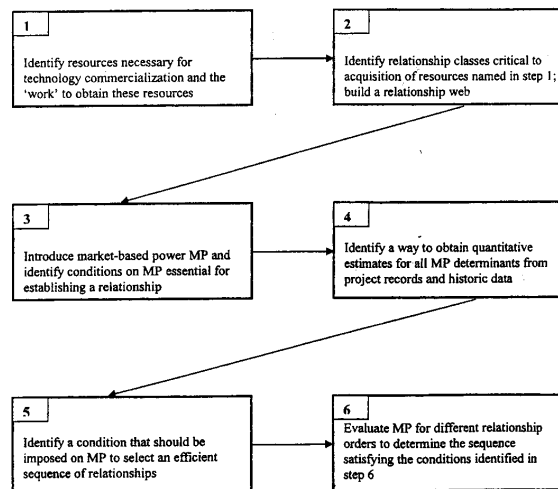 1
Identify resources necessary for
technology commercialization and the
‘work’ to obtain these resources
2
Identify relationship classes critical to
acquisition of resources named in step 1;
build a relationship web
3
Introduce market-based power MP and
identify conditions on MP essential for
establishing a relationship
4
Identify a way to obtain quantitative
estimates for all MP determinants from
project records and historic data
5
Identify a condition that should be
imposed on MP to select an efficient
sequence of relationships
6
Evaluate MP for different relationship
orders to determine the sequence
satisfying the conditions identified in
step 6